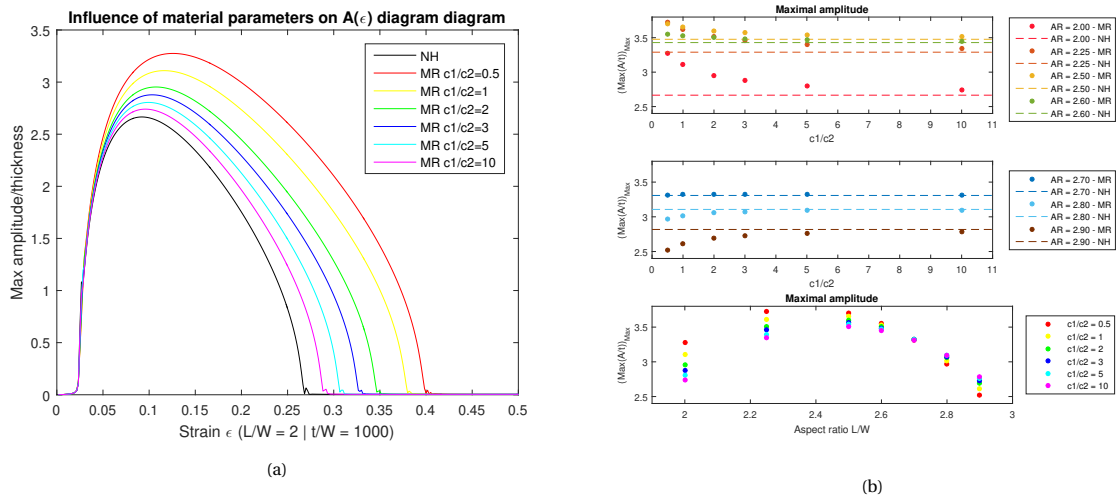 Influence of material parameters on A(ϵ) diagram diagram
3.5
3
2.5
2
1.5
1
0.5
0
Max amplitude/thickness
NH
MR c1/c2=0.5
MR c1/c2=1
MR c1/c2=2
MR c1/c2=3
MR c1/c2=5
MR c1/c2=10
0 0.05 0.1 0.15 0.2 0.25 0.3 0.35 0.4 0.45 0.5
Strain ϵ (L/W = 2 | t/W = 1000)
(a)
Maximal amplitude
3.5
3
2.5
(Max(A/t))Max
0 1 2 3 4 5 6 7 8 9 10 11
c1/c2
AR = 2.00 - MR
AR = 2.00 - NH
AR = 2.25 - MR
AR = 2.25 - NH
AR = 2.50 - MR
AR = 2.50 - NH
AR = 2.60 - MR
AR = 2.60 - NH
3.5
3
2.5
(Max(A/t))Max
0 1 2 3 4 5 6 7 8 9 10 11
c1/c2
AR = 2.70 - MR
AR = 2.70 - NH
AR = 2.80 - MR
AR = 2.80 - NH
AR = 2.90 - MR
AR = 2.90 - NH
Maximal amplitude
3.5
3
2.5
(Max(A/t))Max
2 2.2 2.4 2.6 2.8 3
Aspect ratio L/W
c1/c2 = 0.5
c1/c2 = 1
c1/c2 = 2
c1/c2 = 3
c1/c2 = 5
c1/c2 = 10
(b)